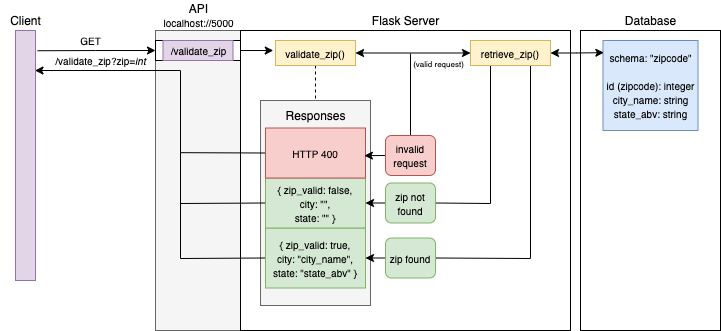 Client
API
localhost://5000
Flask Server
Database
GET
/validate_zip?zip=int
/validate_zip
validate_zip()
(valid request)
retrieve_zip()
schema: "zipcode"
id (zipcode): integer
city_name: string
state_abv: string
Responses
HTTP 400
invalid
request
{ zip_valid: false,
city: "",
state: "" }
zip not
found
{ zip_valid: true,
city: "city_name",
state: "state_abv" }
zip found